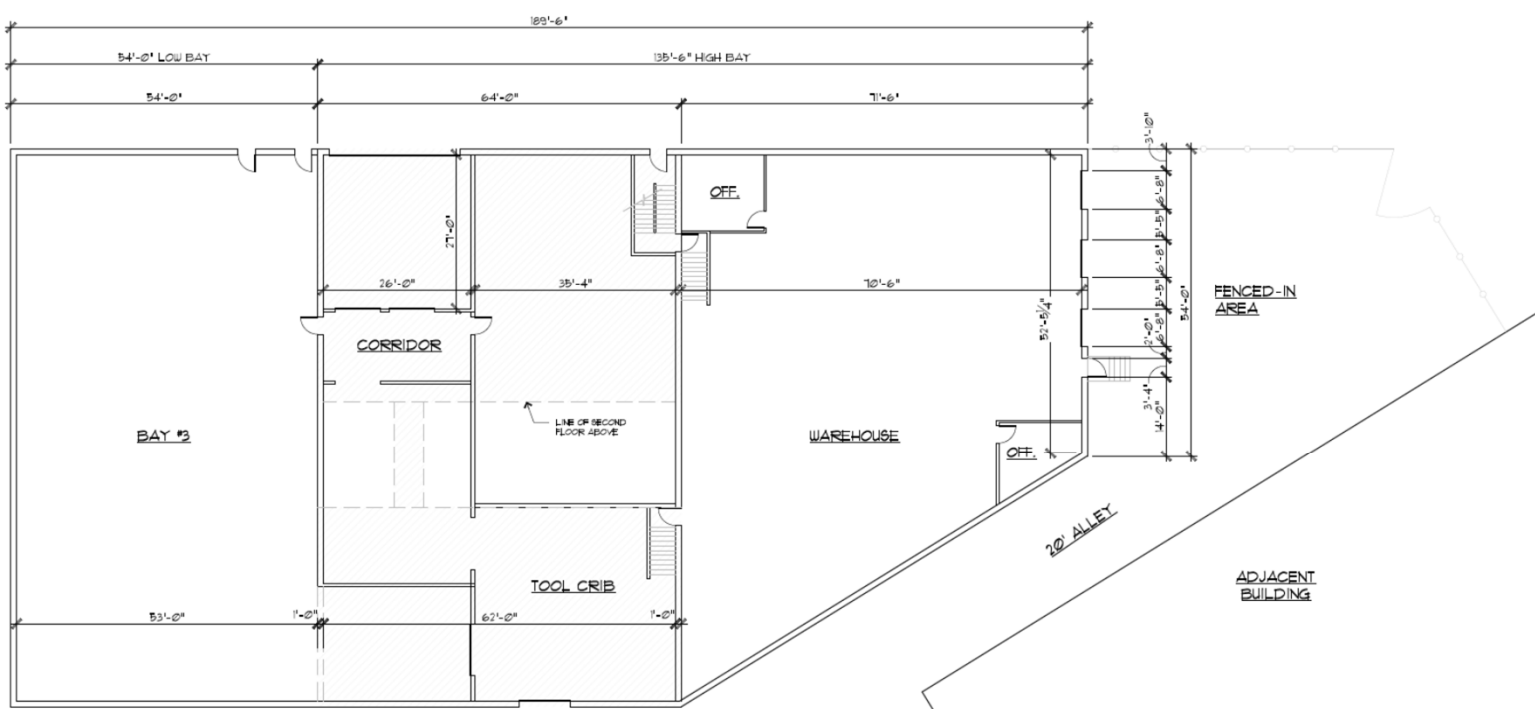 189'-6"
54'-0" LOW BAY
135'-6" HIGH BAY
54'-0"
64'-0"
71'-6"
3'-10"
OFF.
6'-8"
5'-5"
27'-0"
6'-8"
26'-0"
35'-4"
70'-6"
5'-5"
54'-0"
FENCED-IN
AREA
52'-5 1/4"
2'-0"
6'-8"
CORRIDOR
3'-4"
14'-0"
LINE OF SECOND
FLOOR ABOVE
BAY #3
WAREHOUSE
OFF.
20' ALLEY
TOOL CRIB
ADJACENT
BUILDING
53'-0"
1'-0"
62'-0"
1'-0"